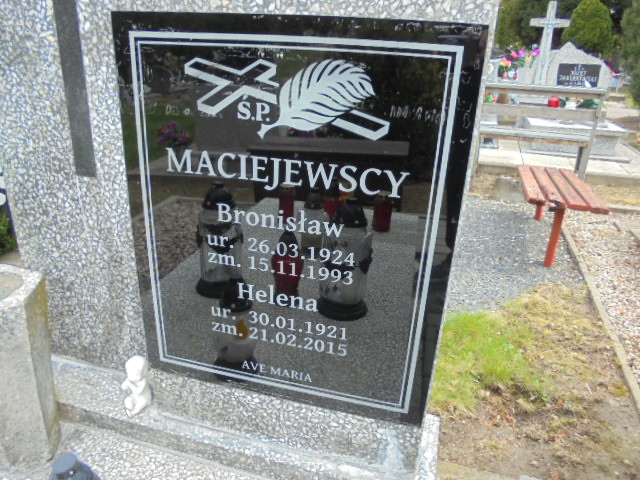 Ś.P.
MACIEJEWSCY
Bronisław
ur. 26.03.1924
zm. 15.11.1993
Helena
ur. 30.01.1921
zm. 21.02.2015
AVE MARIA